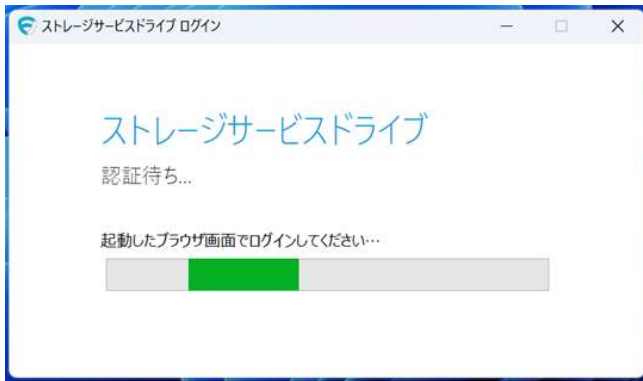 ストレージサービスドライブ ログイン
ストレージサービスドライブ
認証待ち...
起動したブラウザ画面でログインしてください…